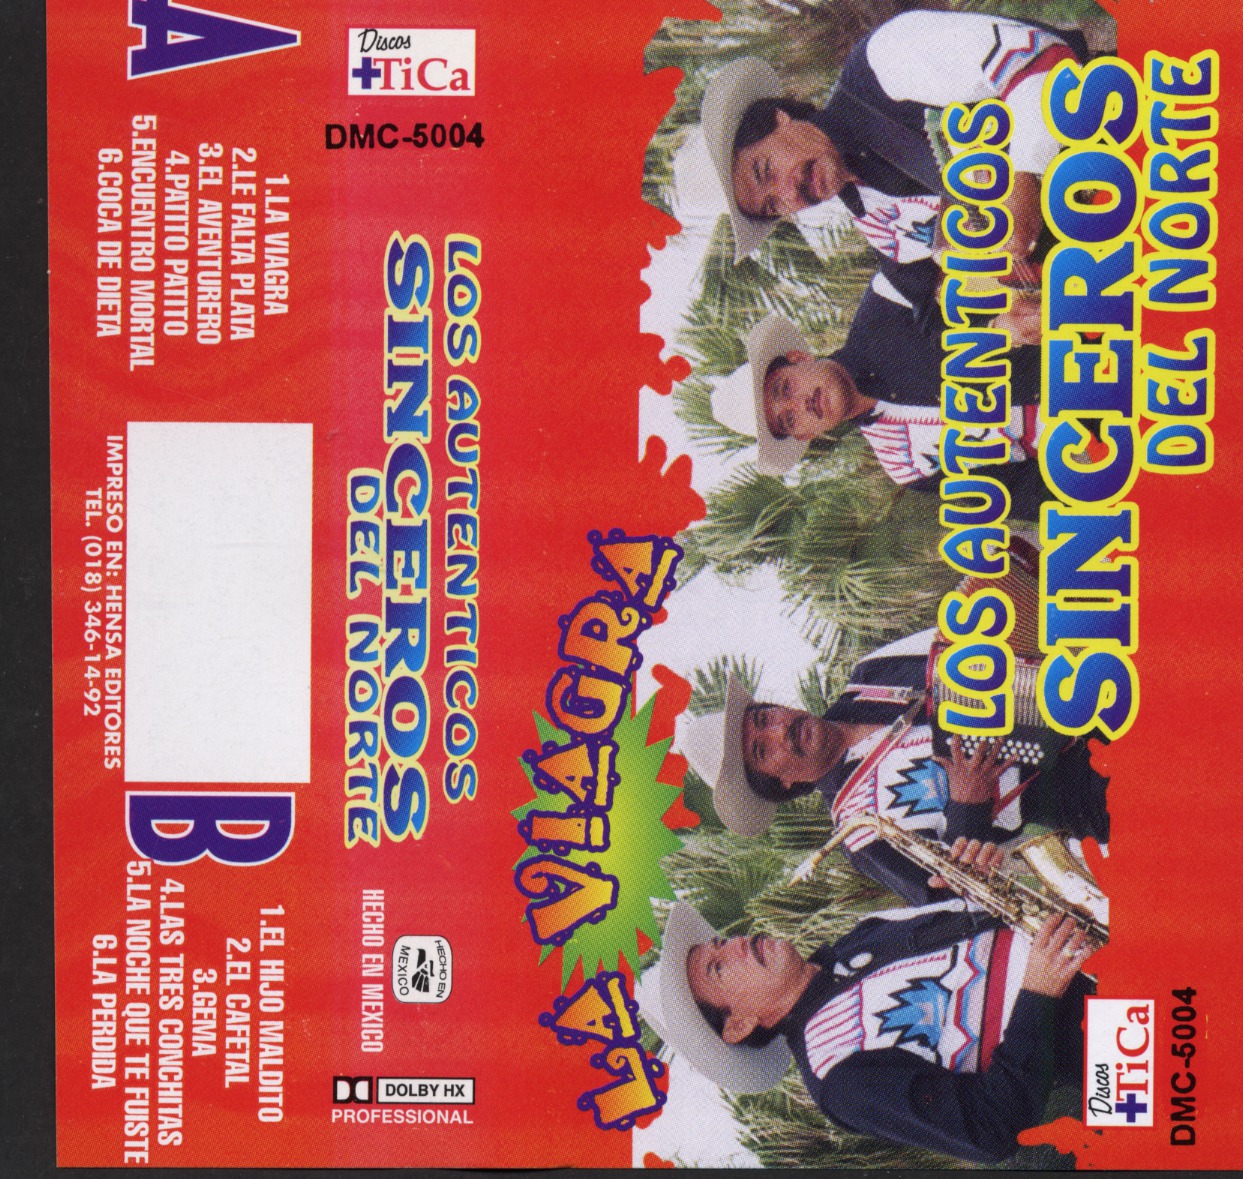 LOS AUTENTICOS
SINCEROS
DEL NORTE
LA VIAGRA
Discos
+TiCa
DMC-5004
Discos
+TiCa
DMC-5004
LOS AUTENTICOS
SINCEROS
DEL NORTE
HECHO EN MEXICO
HECHO EN
MEXICO
DOLBY HX
PROFESSIONAL
A
1.LA VIAGRA
2.LE FALTA PLATA
3.EL AVENTURERO
4.PATITO PATITO
5.ENCUENTRO MORTAL
6.COCA DE DIETA
IMPRESO EN: HENSA EDITORES
TEL. (018) 346-14-92
B
1.EL HIJO MALDITO
2.EL CAFETAL
3.GEMA
4.LAS TRES CONCHITAS
5.LA NOCHE QUE TE FUISTE
6.LA PERDIDA